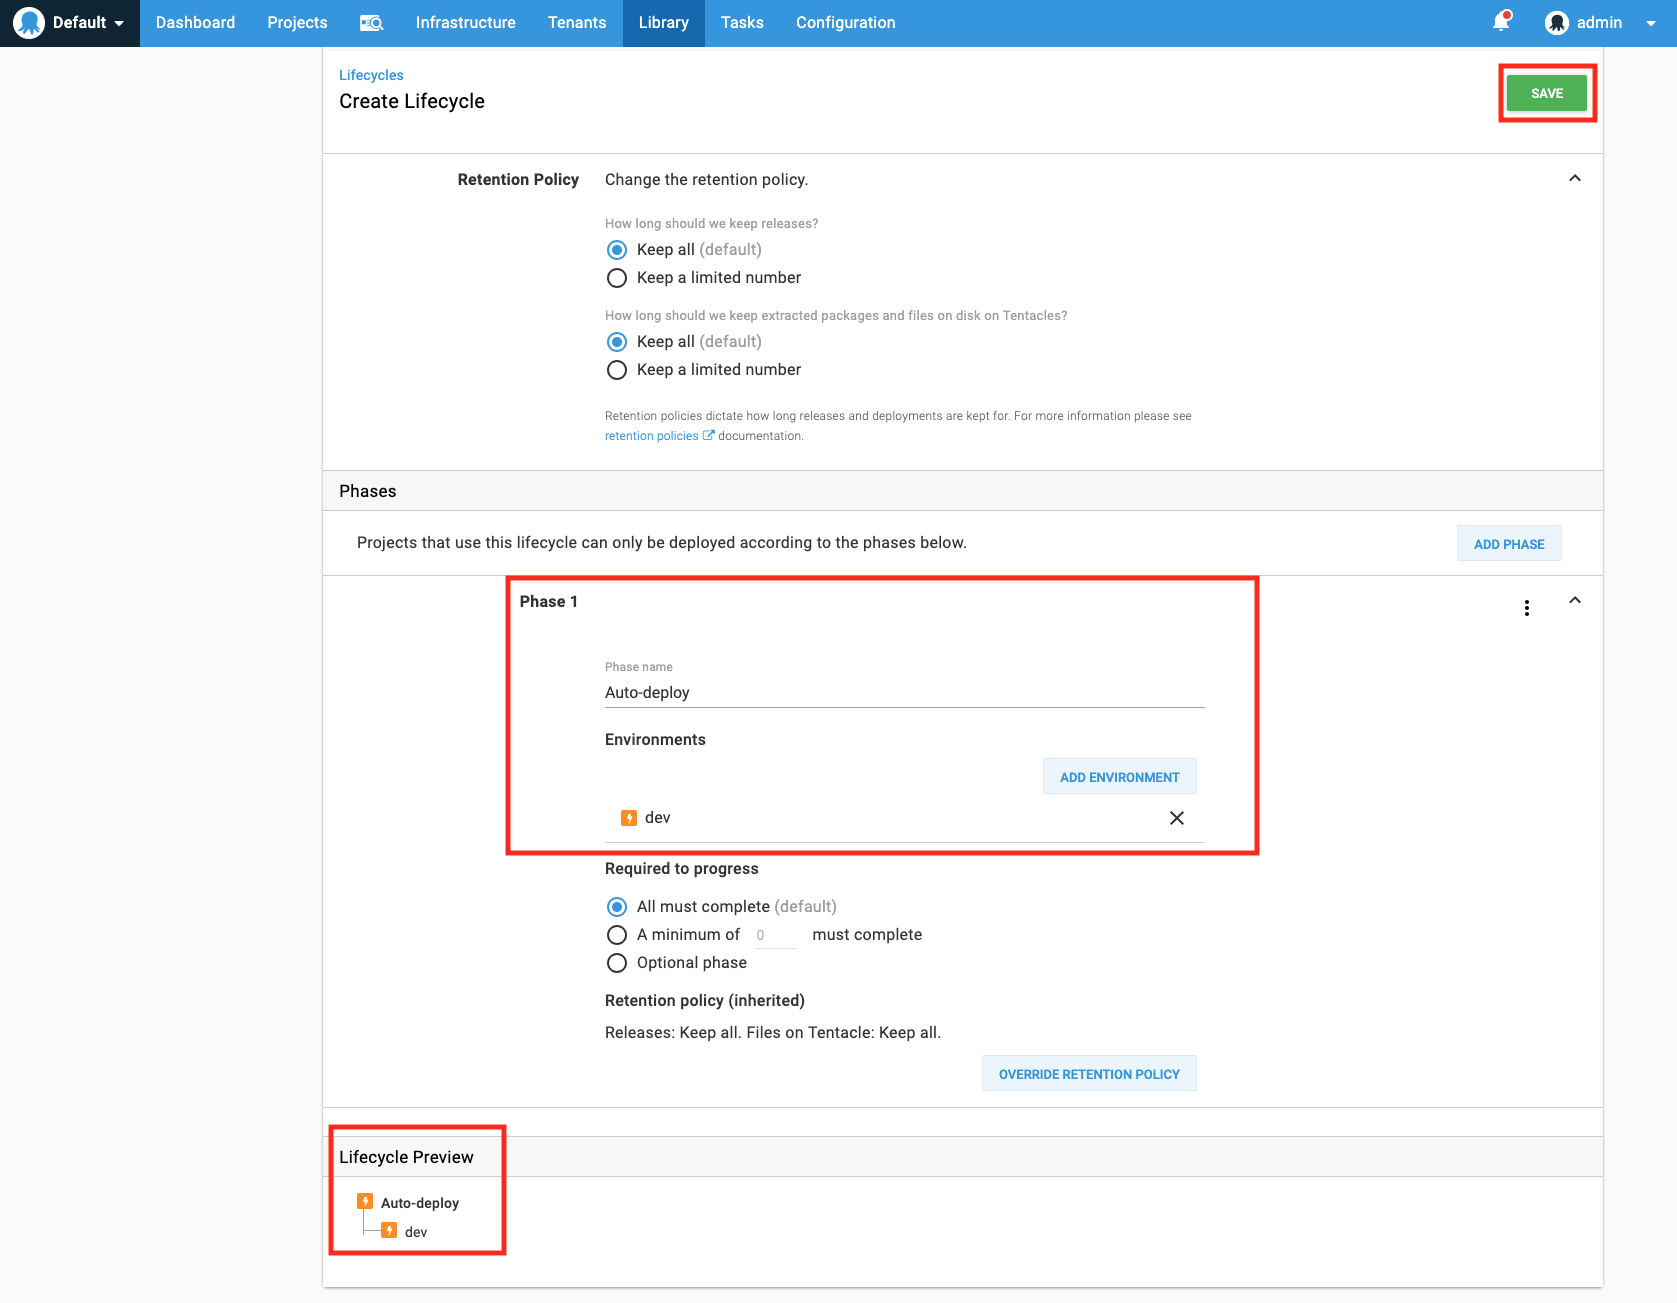 Default Dashboard Projects Infrastructure Tenants Library Tasks Configuration admin
Lifecycles
Create Lifecycle
SAVE
Retention Policy Change the retention policy.
How long should we keep releases?
Keep all (default)
Keep a limited number
How long should we keep extracted packages and files on disk on Tentacles?
Keep all (default)
Keep a limited number
Retention policies dictate how long releases and deployments are kept for. For more information please see
retention policies documentation.
Phases
Projects that use this lifecycle can only be deployed according to the phases below.
ADD PHASE
Phase 1
Phase name
Auto-deploy
Environments
ADD ENVIRONMENT
dev
Required to progress
All must complete (default)
A minimum of 0 must complete
Optional phase
Retention policy (inherited)
Releases: Keep all. Files on Tentacle: Keep all.
OVERRIDE RETENTION POLICY
Lifecycle Preview
Auto-deploy
dev